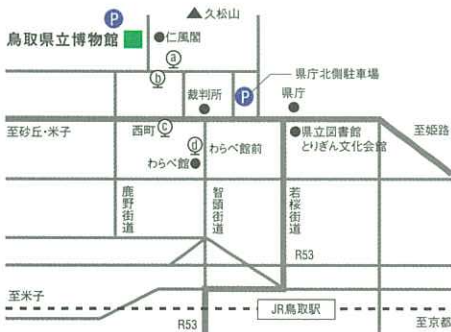 ▲久松山
P
鳥取県立博物館
仁風閣
a
b
県庁北側駐車場
裁判所
P
県庁
至砂丘・米子
西町
c
県立図書館
とりぎん文化会館
至姫路
d
わらべ館前
わらべ館
鹿野街道
智頭街道
若桜街道
R53
至米子
JR鳥取駅
R53
至京都